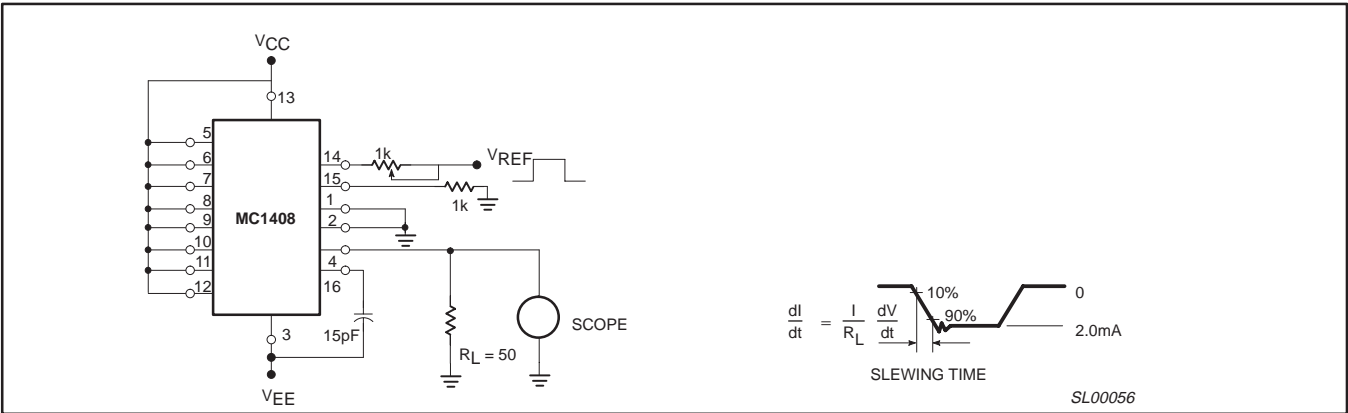 VCC
13
5
6
7
8
9
10
11
12
MC1408
14
15
1
2
4
16
3
1k
VREF
1k
15pF
RL = 50
SCOPE
VEE
dI/dt = I/RL dV/dt
10%
90%
0
2.0mA
SLEWING TIME
SL00056